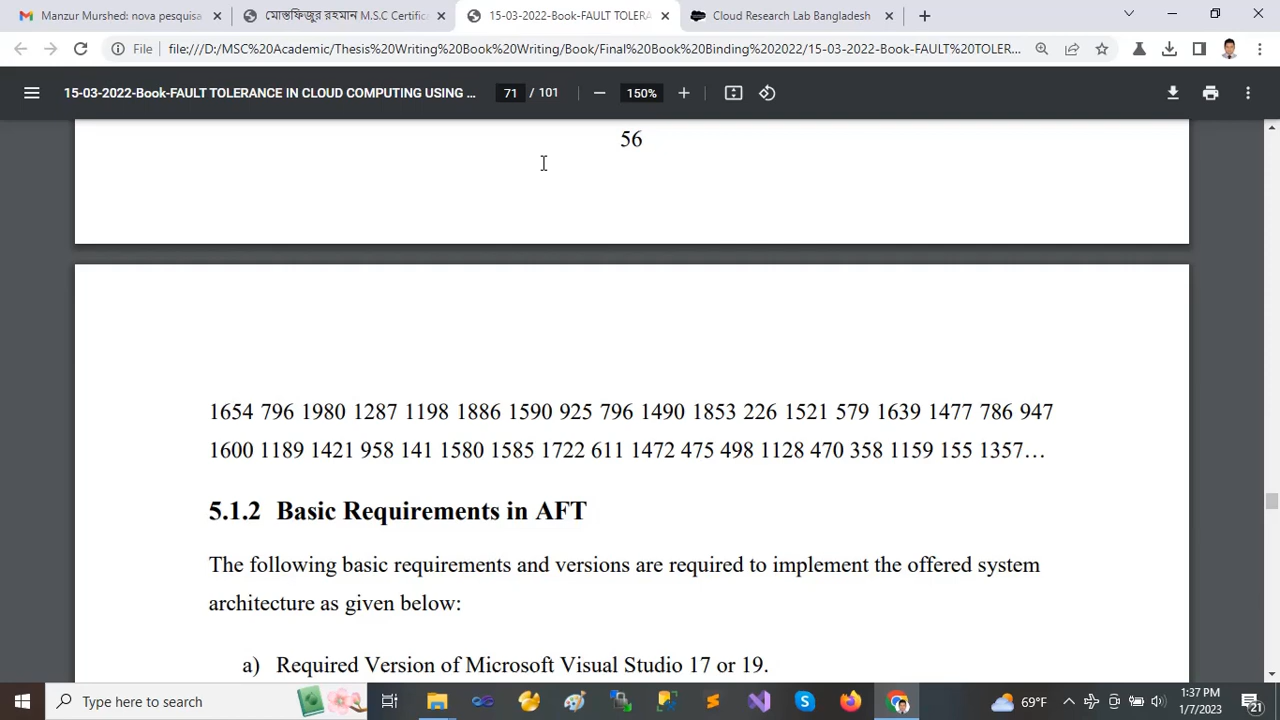 Manzur Murshed: nova pesquisa
মোস্তফিজুর রহমান M.S.C Certific
15-03-2022-Book-FAULT TOLERA
Cloud Research Lab Bangladesh
File file:///D:/MSC%20Academic/Thesis%20Writing%20Book%20Writing/Book/Final%20Book%20Binding%202022/15-03-2022-Book-FAULT%20TOLER...
15-03-2022-Book-FAULT TOLERANCE IN CLOUD COMPUTING USING ...
71 / 101
150%
56
1654 796 1980 1287 1198 1886 1590 925 796 1490 1853 226 1521 579 1639 1477 786 947
1600 1189 1421 958 141 1580 1585 1722 611 1472 475 498 1128 470 358 1159 155 1357…
5.1.2 Basic Requirements in AFT
The following basic requirements and versions are required to implement the offered system
architecture as given below:
a) Required Version of Microsoft Visual Studio 17 or 19.
Type here to search
69°F
1:37 PM
1/7/2023
21